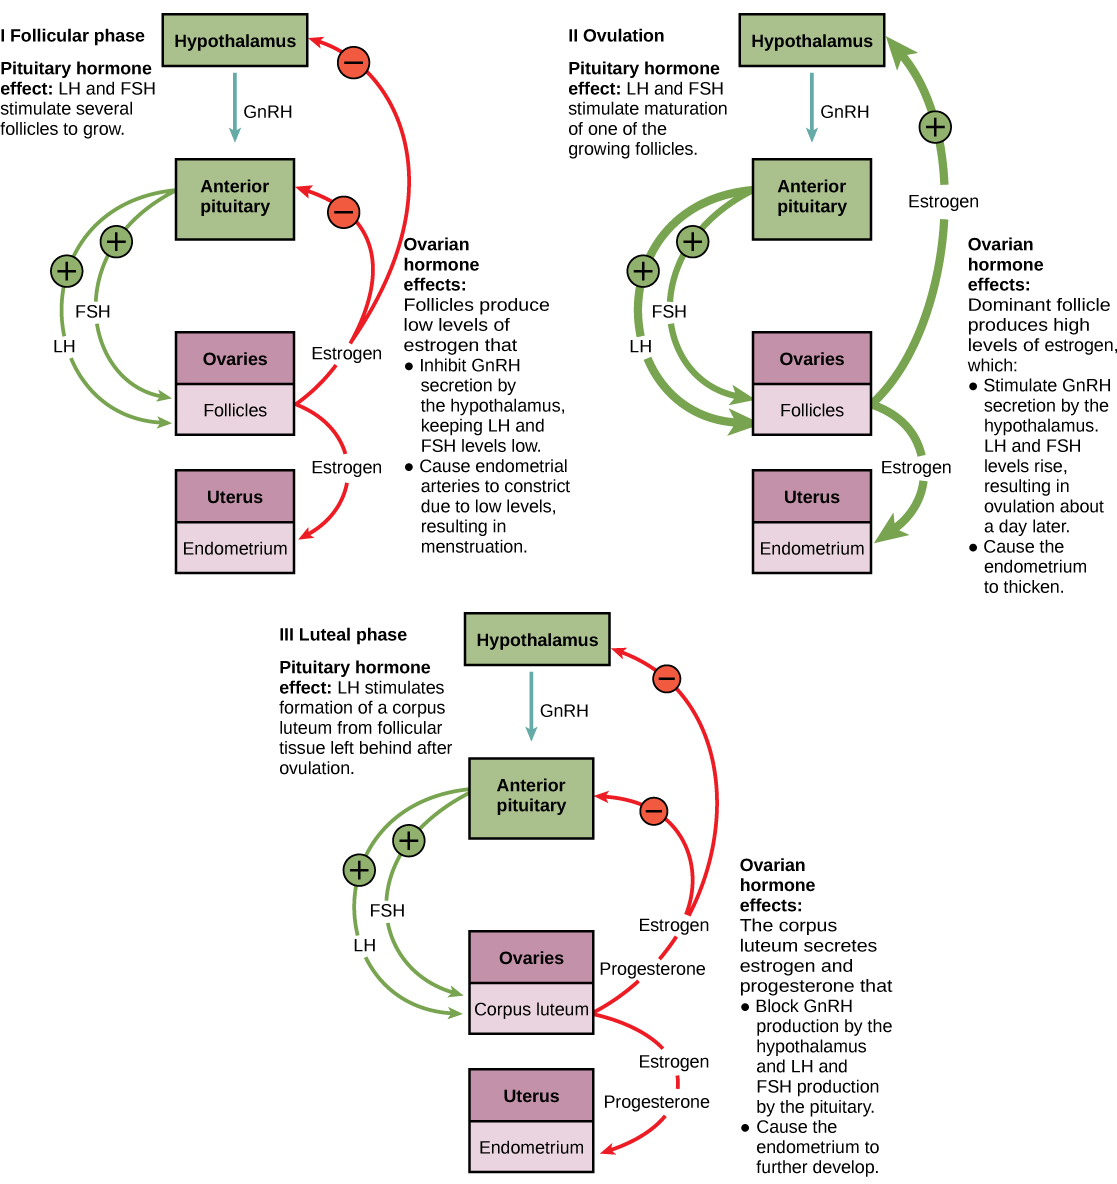 I Follicular phase
Pituitary hormone
effect: LH and FSH
stimulate several
follicles to grow.
Hypothalamus
−
GnRH
Anterior
pituitary
−
+
+
FSH
LH
Ovaries
Follicles
Estrogen
Estrogen
Uterus
Endometrium
Ovarian
hormone
effects:
Follicles produce
low levels of
estrogen that
● Inhibit GnRH
secretion by
the hypothalamus,
keeping LH and
FSH levels low.
● Cause endometrial
arteries to constrict
due to low levels,
resulting in
menstruation.
II Ovulation
Pituitary hormone
effect: LH and FSH
stimulate maturation
of one of the
growing follicles.
Hypothalamus
+
GnRH
Anterior
pituitary
Estrogen
+
+
FSH
LH
Ovaries
Follicles
Estrogen
Uterus
Endometrium
Ovarian
hormone
effects:
Dominant follicle
produces high
levels of estrogen,
which:
● Stimulate GnRH
secretion by the
hypothalamus.
LH and FSH
levels rise,
resulting in
ovulation about
a day later.
● Cause the
endometrium
to thicken.
III Luteal phase
Pituitary hormone
effect: LH stimulates
formation of a corpus
luteum from follicular
tissue left behind after
ovulation.
Hypothalamus
−
GnRH
Anterior
pituitary
−
+
+
FSH
LH
Ovaries
Corpus luteum
Estrogen
Progesterone
Estrogen
Progesterone
Uterus
Endometrium
Ovarian
hormone
effects:
The corpus
luteum secretes
estrogen and
progesterone that
● Block GnRH
production by the
hypothalamus
and LH and
FSH production
by the pituitary.
● Cause the
endometrium to
further develop.